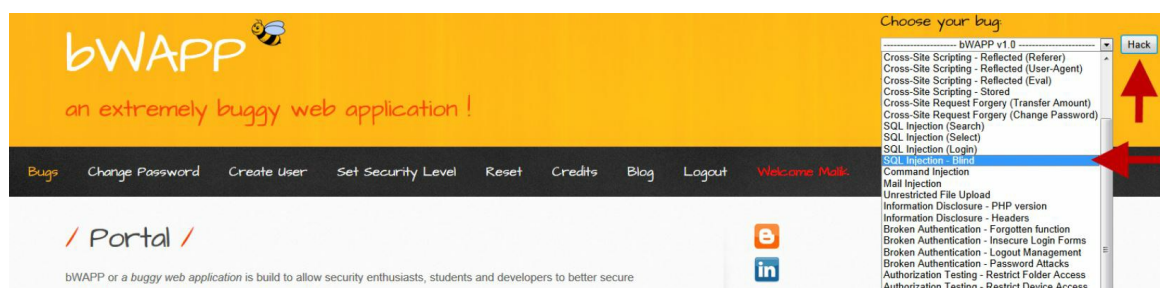 bWAPP
an extremely buggy web application !
Choose your bug:
---------------------- bWAPP v1.0 -----------------------
Hack
Cross-Site Scripting - Reflected (Referer)
Cross-Site Scripting - Reflected (User-Agent)
Cross-Site Scripting - Reflected (Eval)
Cross-Site Scripting - Stored
Cross-Site Request Forgery (Transfer Amount)
Cross-Site Request Forgery (Change Password)
SQL Injection (Search)
SQL Injection (Select)
SQL Injection (Login)
SQL Injection - Blind
Command Injection
Mail Injection
Unrestricted File Upload
Information Disclosure - PHP version
Information Disclosure - Headers
Broken Authentication - Forgotten function
Broken Authentication - Insecure Login Forms
Broken Authentication - Logout Management
Broken Authentication - Password Attacks
Authorization Testing - Restrict Folder Access
Authorization Testing - Restrict Device Access
Bugs Change Password Create User Set Security Level Reset Credits Blog Logout Welcome Malik
/ Portal /
bWAPP or a buggy web application is build to allow security enthusiasts, students and developers to better secure
in